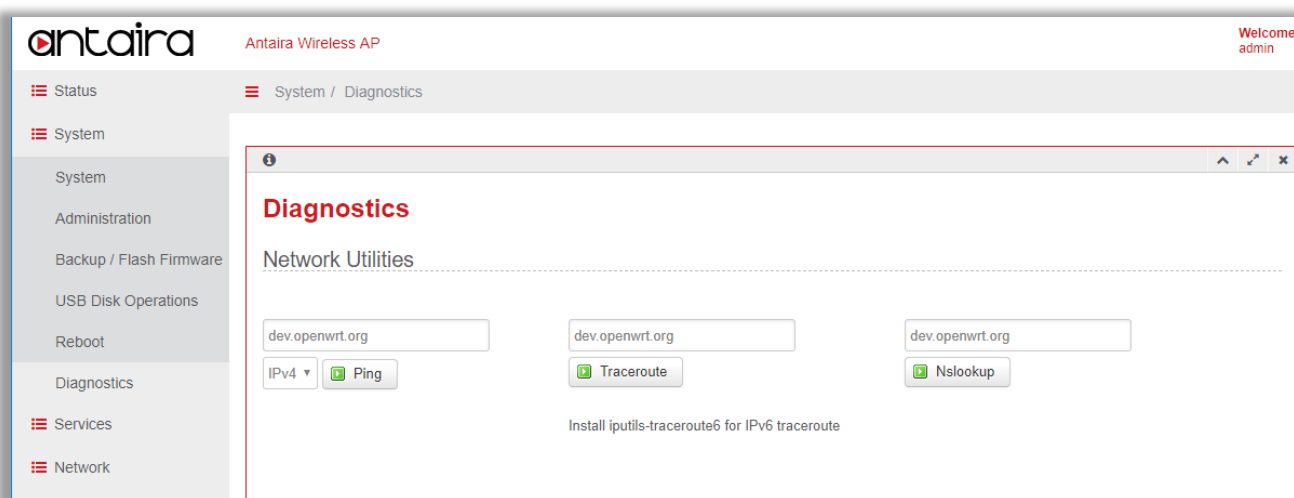 antaira
Antaira Wireless AP
Welcome
admin
Status
System / Diagnostics
System
System
Administration
Backup / Flash Firmware
USB Disk Operations
Reboot
Diagnostics
Services
Network
Diagnostics
Network Utilities
dev.openwrt.org
dev.openwrt.org
dev.openwrt.org
IPv4
Ping
Traceroute
Nslookup
Install iputils-traceroute6 for IPv6 traceroute